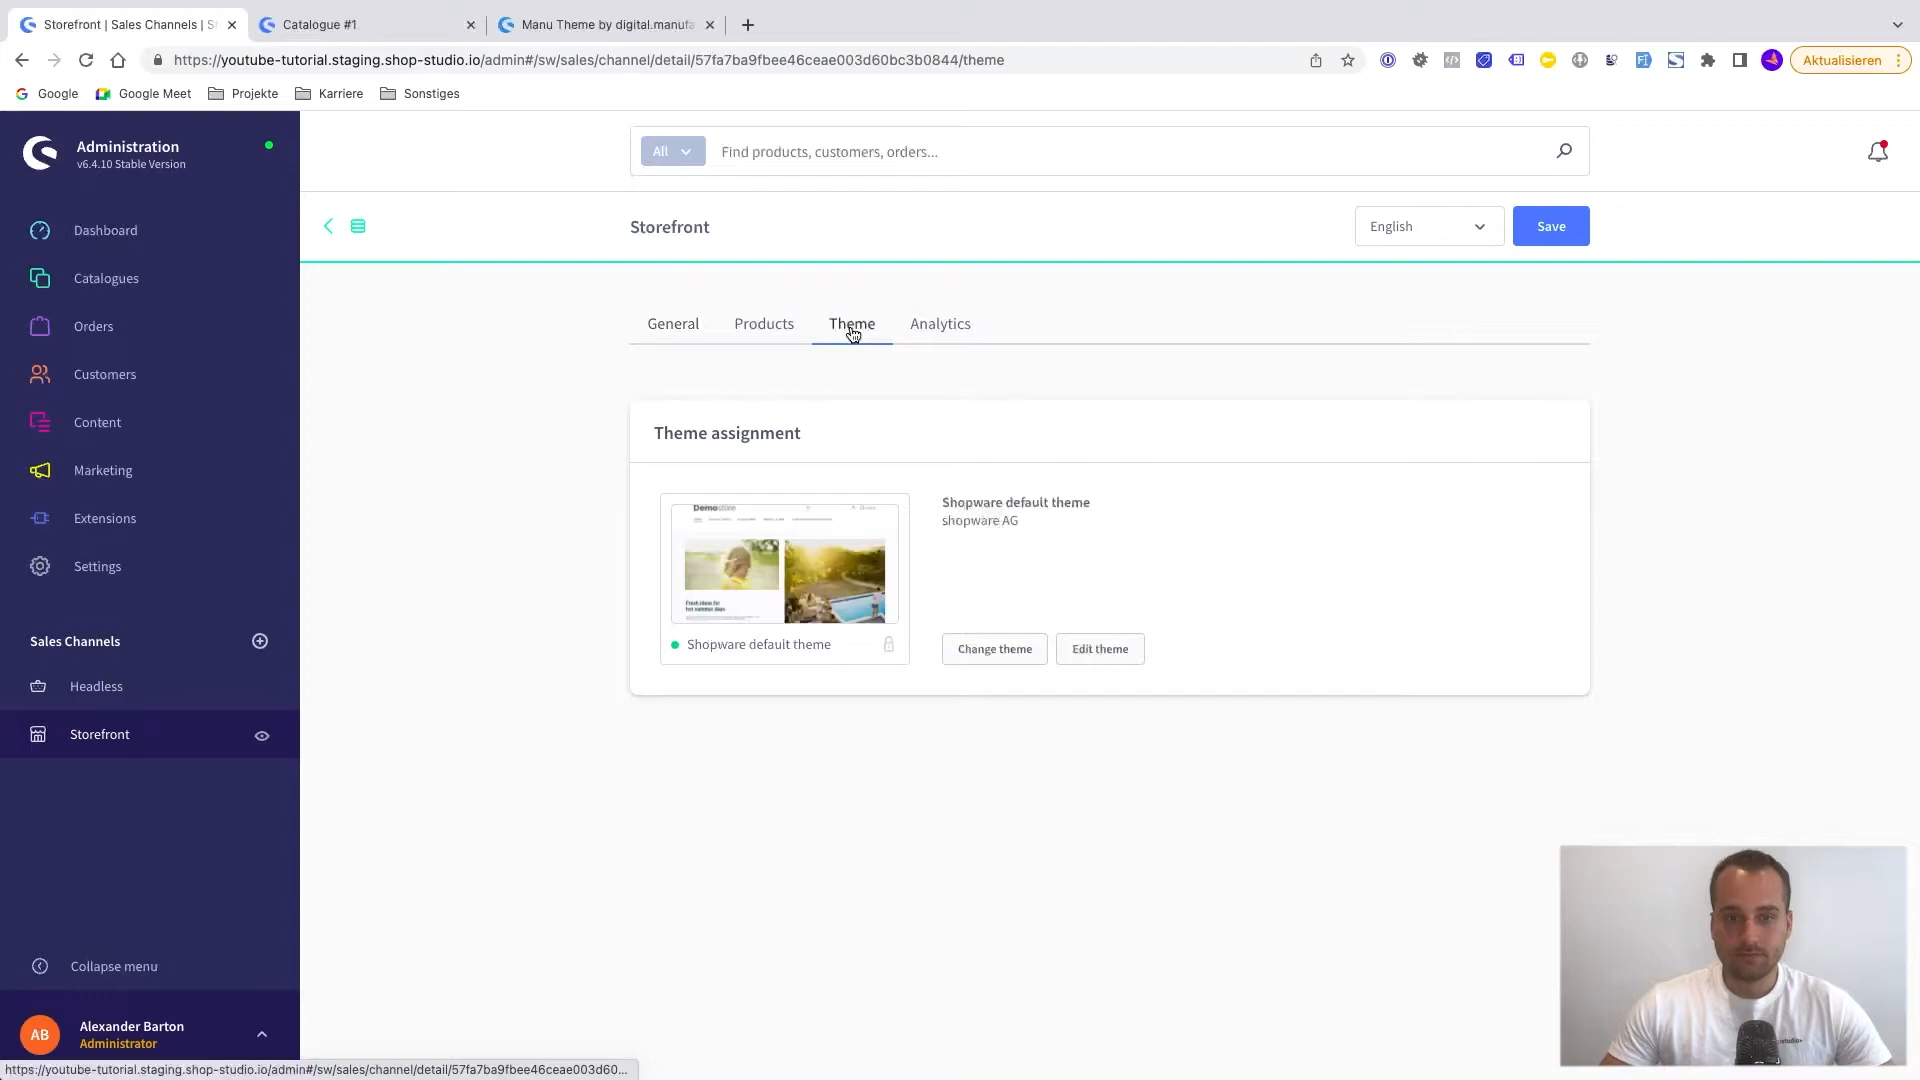 Storefront | Sales Channels | S
Catalogue #1
Manu Theme by digital.manufa
https://youtube-tutorial.staging.shop-studio.io/admin#/sw/sales/channel/detail/57fa7ba9fbee46ceae003d60bc3b0844/theme
Aktualisieren
Google
Google Meet
Projekte
Karriere
Sonstiges
Administration
v6.4.10 Stable Version
All
Find products, customers, orders...
Storefront
English
Save
Dashboard
Catalogues
Orders
Customers
Content
Marketing
Extensions
Settings
Sales Channels
Headless
Storefront
Collapse menu
AB
Alexander Barton
Administrator
General
Products
Theme
Analytics
Theme assignment
Demostore
Fresh ideas for
hot summer days
Shopware default theme
Shopware default theme
shopware AG
Change theme
Edit theme
https://youtube-tutorial.staging.shop-studio.io/admin#/sw/sales/channel/detail/57fa7ba9fbee46ceae003d60...